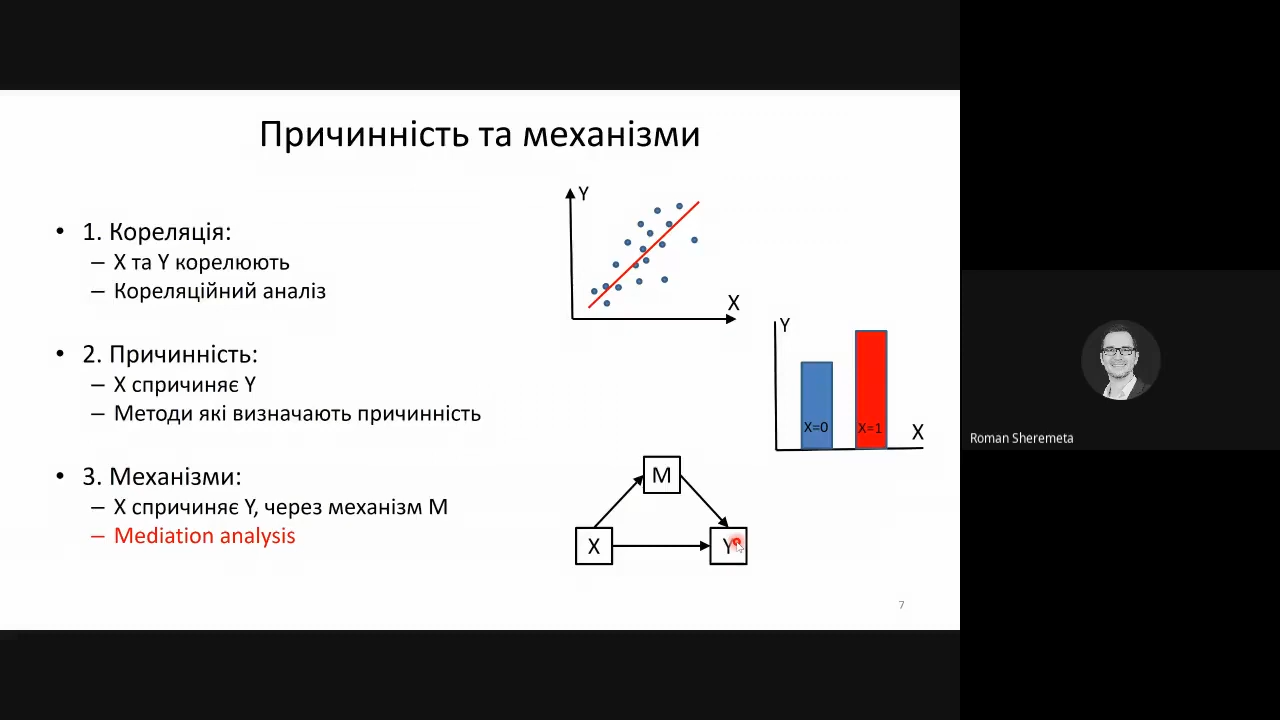 Причинність та механізми
• 1. Кореляція:
– X та Y корелюють
– Кореляційний аналіз
• 2. Причинність:
– X спричиняє Y
– Методи які визначають причинність
• 3. Механізми:
– X спричиняє Y, через механізм M
– Mediation analysis
Y
X
Y
X=0
X=1
X
M
X
Y
7
Roman Sheremeta